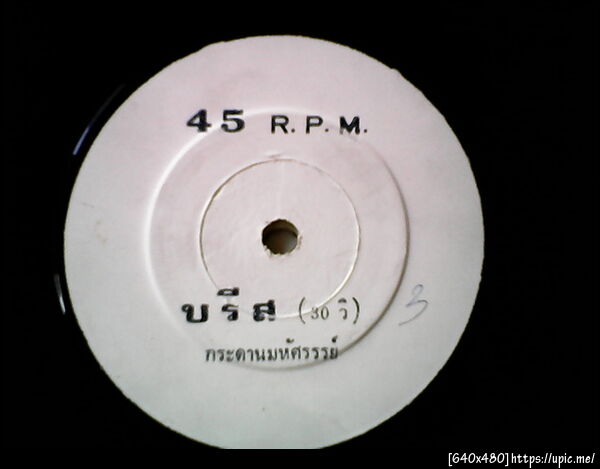 45 R.P.M.
บรีส (30 วิ)
3
กระดานมหัศรรรย์
[640x480]https://upic.me/